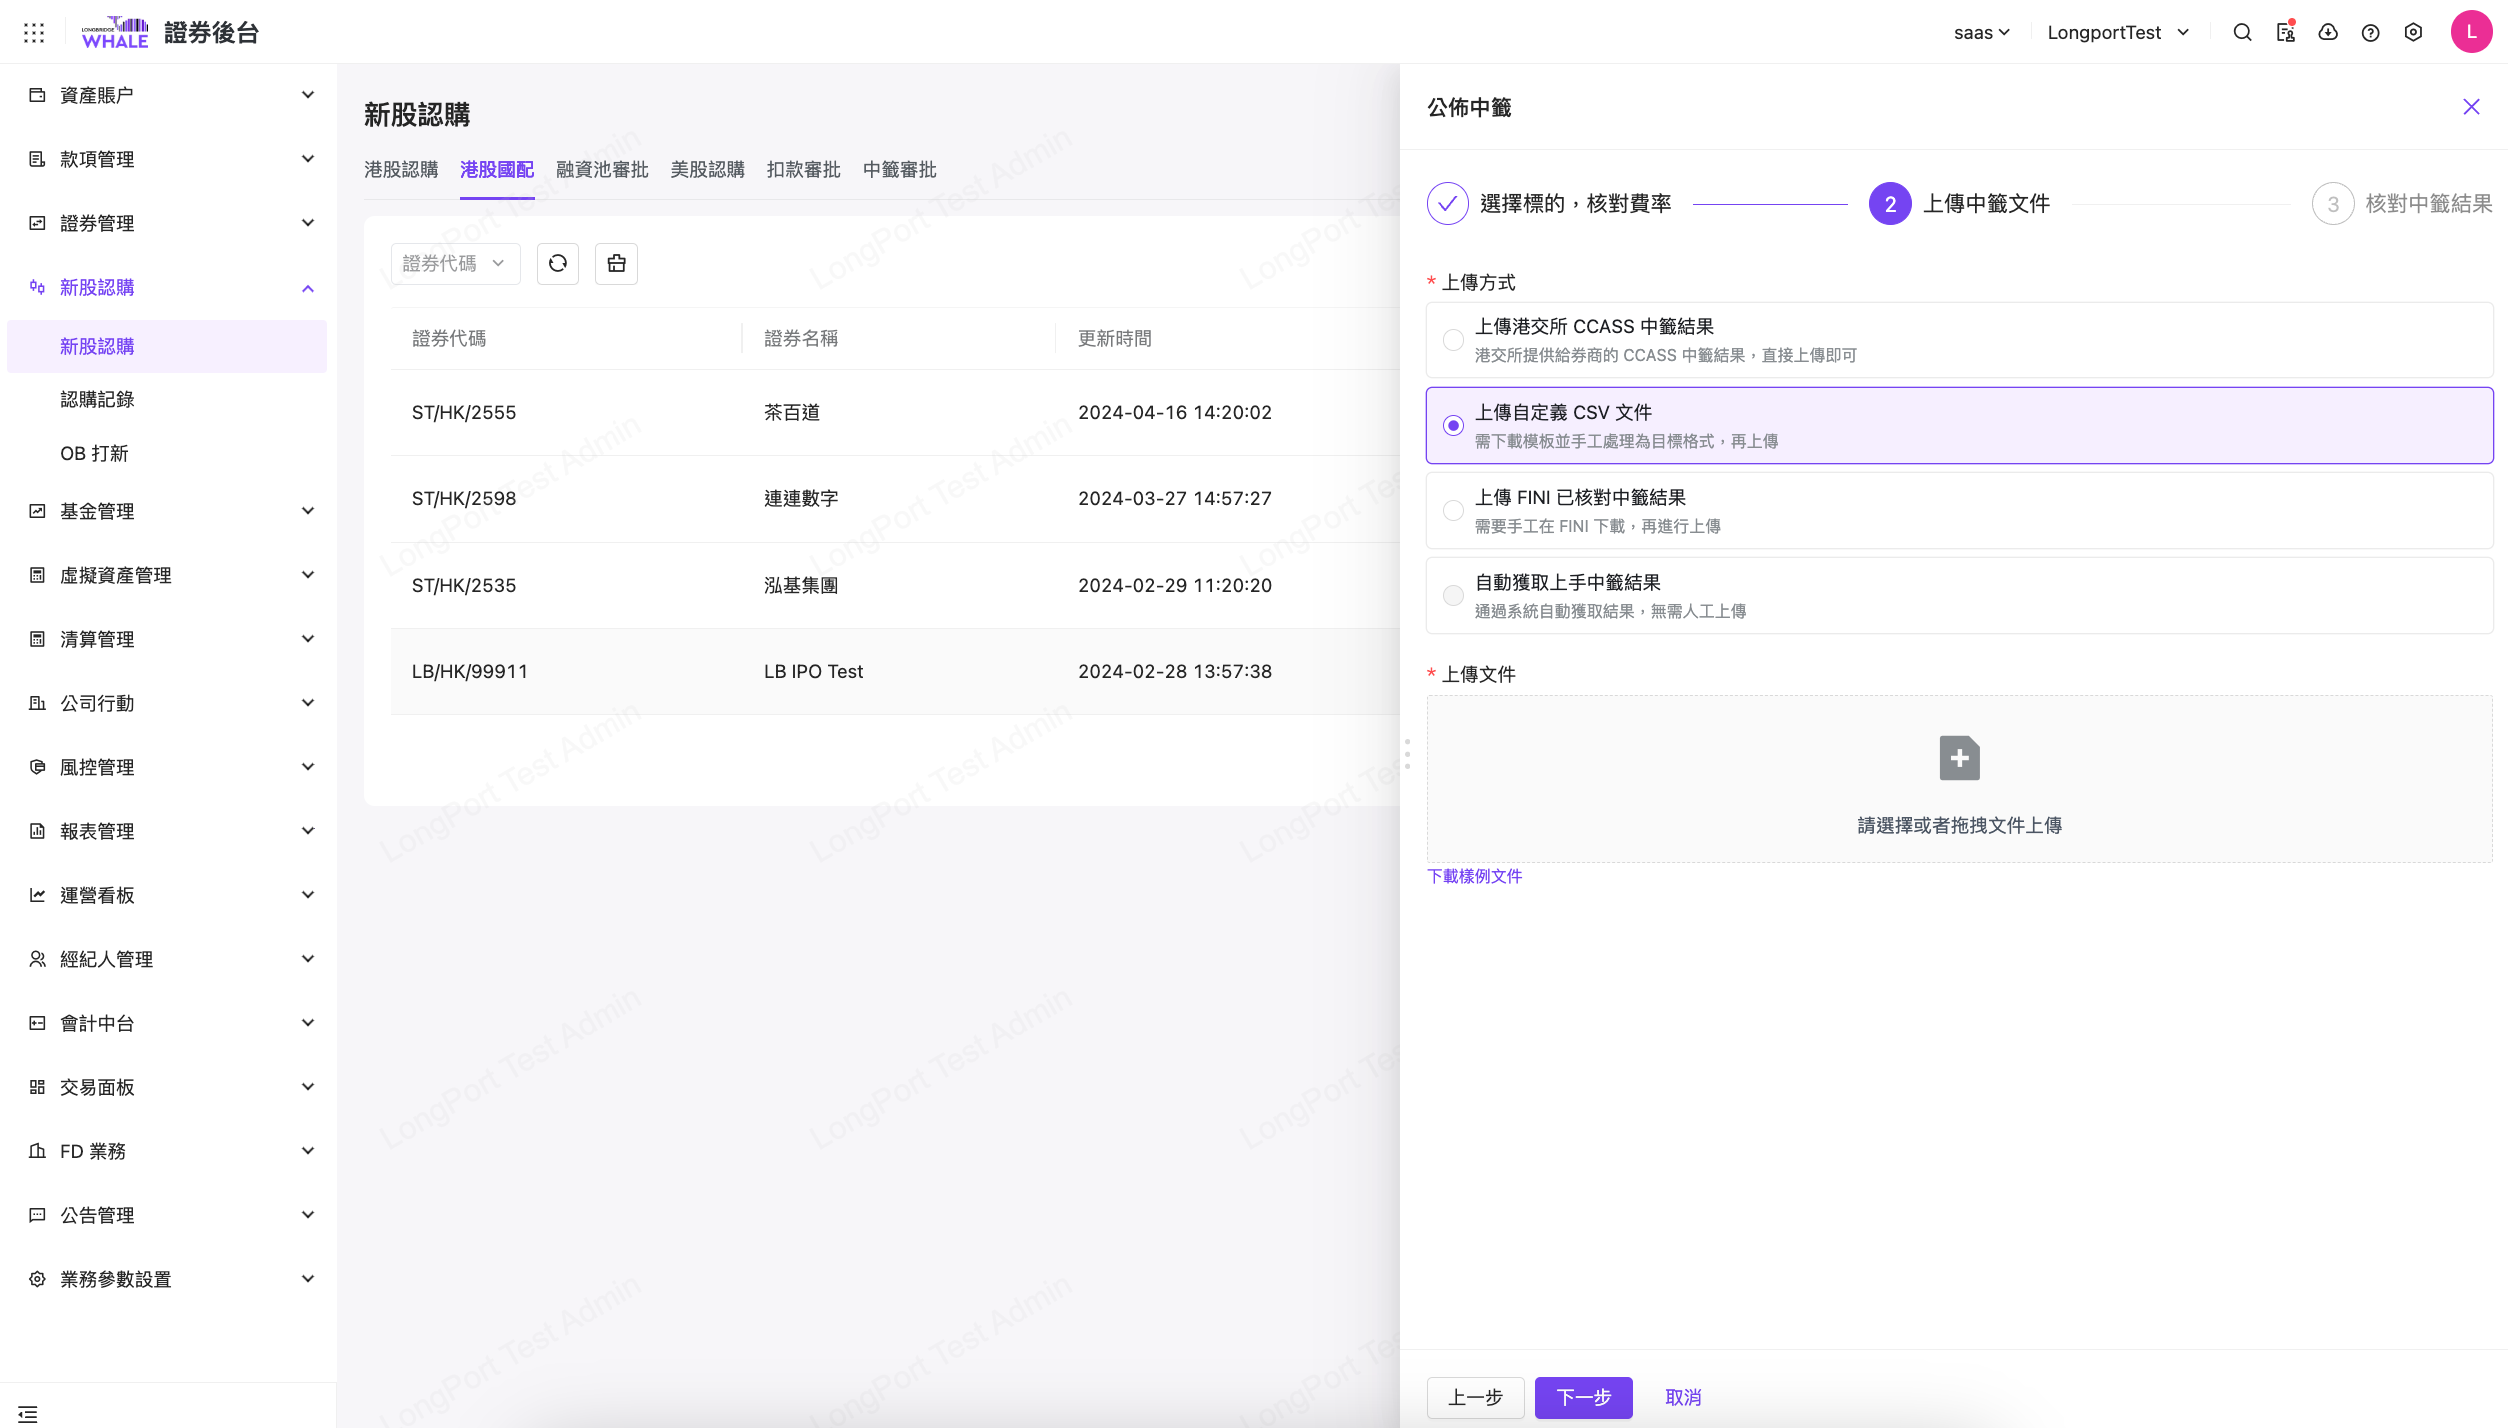 LONGBRIDGE
WHALE
證券後台
saas
LongportTest
L
資產賬户
款項管理
證券管理
新股認購
新股認購
認購記錄
OB 打新
基金管理
虛擬資產管理
清算管理
公司行動
風控管理
報表管理
運營看板
經紀人管理
會計中台
交易面板
FD 業務
公告管理
業務參數設置
新股認購
港股認購 港股國配 融資池審批 美股認購 扣款審批 中籤審批
證券代碼
證券代碼 證券名稱 更新時間
ST/HK/2555 茶百道 2024-04-16 14:20:02
ST/HK/2598 連連數字 2024-03-27 14:57:27
ST/HK/2535 泓基集團 2024-02-29 11:20:20
LB/HK/99911 LB IPO Test 2024-02-28 13:57:38
公佈中籤
選擇標的，核對費率 2 上傳中籤文件 3 核對中籤結果
* 上傳方式
上傳港交所 CCASS 中籤結果
港交所提供給券商的 CCASS 中籤結果，直接上傳即可
上傳自定義 CSV 文件
需下載模板並手工處理為目標格式，再上傳
上傳 FINI 已核對中籤結果
需要手工在 FINI 下載，再進行上傳
自動獲取上手中籤結果
通過系統自動獲取結果，無需人工上傳
* 上傳文件
請選擇或者拖拽文件上傳
下載樣例文件
上一步 下一步 取消
LongPort Test Admin